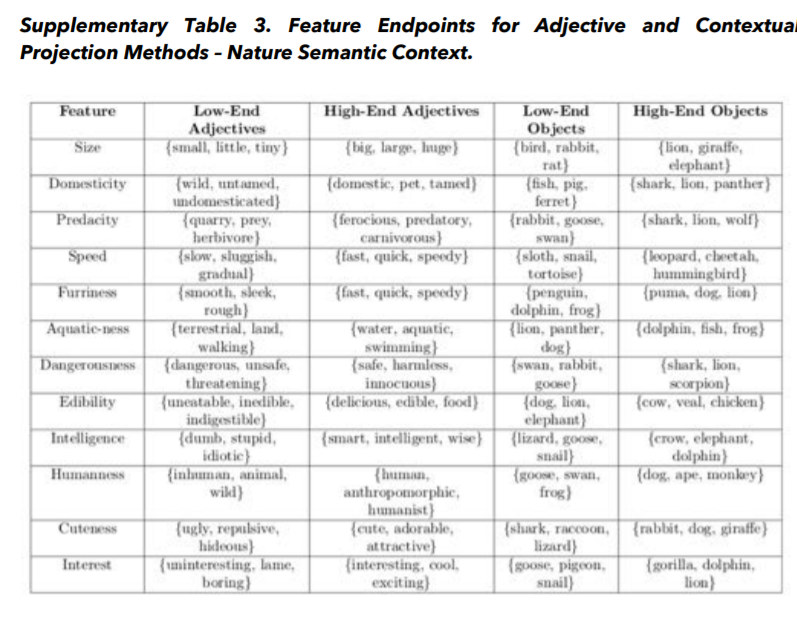 Supplementary Table 3. Feature Endpoints for Adjective and Contextual
Projection Methods – Nature Semantic Context.
Feature Low-End Adjectives High-End Adjectives Low-End Objects High-End Objects
Size {small, little, tiny} {big, large, huge} {bird, rabbit, rat} {lion, giraffe, elephant}
Domesticity {wild, untamed, undomesticated} {domestic, pet, tamed} {fish, pig, ferret} {shark, lion, panther}
Predacity {quarry, prey, herbivore} {ferocious, predatory, carnivorous} {rabbit, goose, swan} {shark, lion, wolf}
Speed {slow, sluggish, gradual} {fast, quick, speedy} {sloth, snail, tortoise} {leopard, cheetah, hummingbird}
Furriness {smooth, sleek, rough} {fast, quick, speedy} {penguin, dolphin, frog} {puma, dog, lion}
Aquatic-ness {terrestrial, land, walking} {water, aquatic, swimming} {lion, panther, dog} {dolphin, fish, frog}
Dangerousness {dangerous, unsafe, threatening} {safe, harmless, innocuous} {swan, rabbit, goose} {shark, lion, scorpion}
Edibility {uneatable, inedible, indigestible} {delicious, edible, food} {dog, lion, elephant} {cow, veal, chicken}
Intelligence {dumb, stupid, idiotic} {smart, intelligent, wise} {lizard, goose, snail} {crow, elephant, dolphin}
Humanness {inhuman, animal, wild} {human, anthropomorphic, humanist} {goose, swan, frog} {dog, ape, monkey}
Cuteness {ugly, repulsive, hideous} {cute, adorable, attractive} {shark, raccoon, lizard} {rabbit, dog, giraffe}
Interest {uninteresting, lame, boring} {interesting, cool, exciting} {goose, pigeon, snail} {gorilla, dolphin, lion}